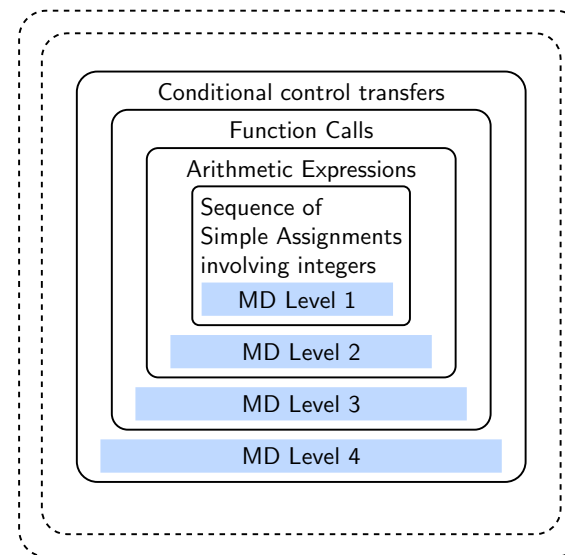 Conditional control transfers
Function Calls
Arithmetic Expressions
Sequence of
Simple Assignments
involving integers
MD Level 1
MD Level 2
MD Level 3
MD Level 4